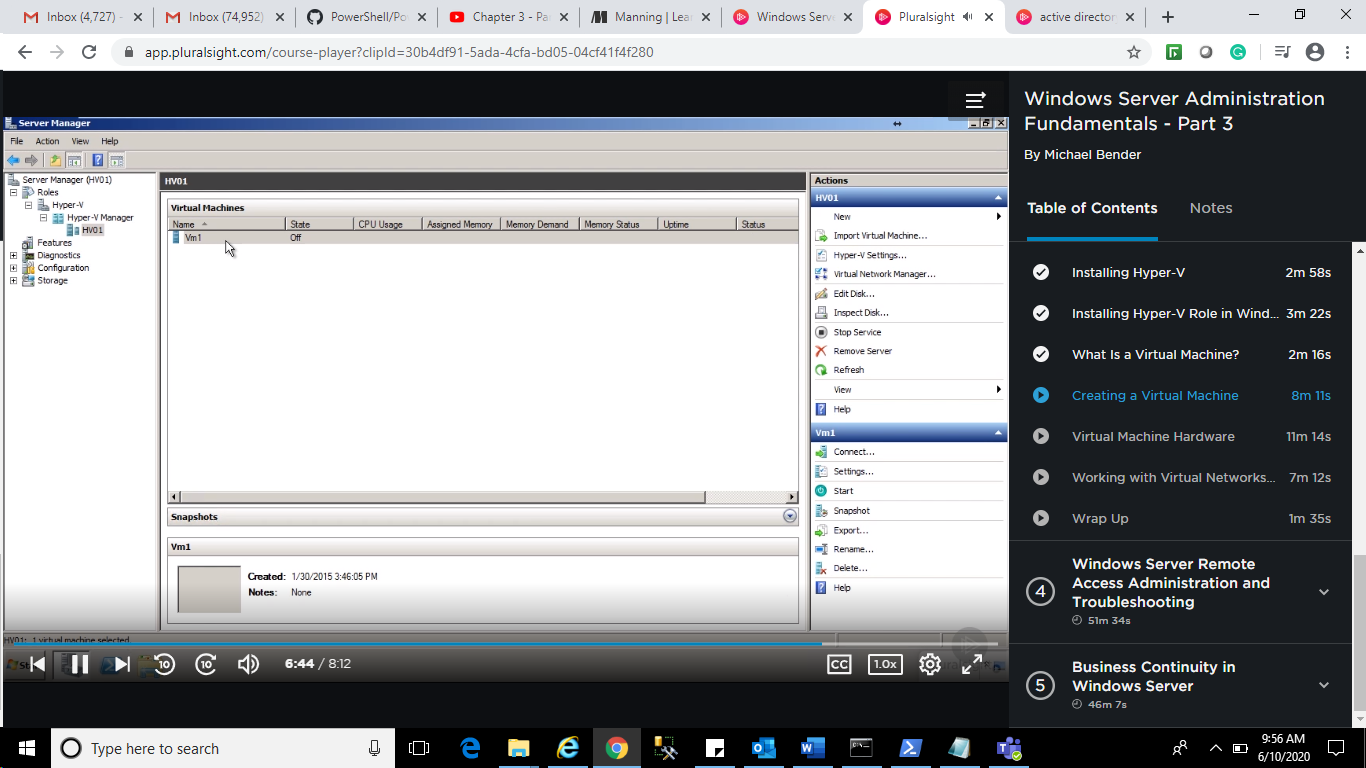 Inbox (4,727) -
Inbox (74,952)
PowerShell/Po
Chapter 3 - Pa
Manning | Lea
Windows Serv
Pluralsight
active director
app.pluralsight.com/course-player?clipId=30b4df91-5ada-4cfa-bd05-04cf41f4f280
Server Manager
File Action View Help
Server Manager (HV01)
Roles
Hyper-V
Hyper-V Manager
HV01
Features
Diagnostics
Configuration
Storage
HV01
Virtual Machines
Name State CPU Usage Assigned Memory Memory Demand Memory Status Uptime Status
Vm1 Off
Snapshots
Vm1
Created: 1/30/2015 3:46:05 PM
Notes: None
Actions
HV01
New
Import Virtual Machine...
Hyper-V Settings...
Virtual Network Manager...
Edit Disk...
Inspect Disk...
Stop Service
Remove Server
Refresh
View
Help
Vm1
Connect...
Settings...
Start
Snapshot
Export...
Rename...
Delete...
Help
HV01: 1 virtual machine selected.
10 10 6:44 / 8:12 CC 1.0x
Windows Server Administration
Fundamentals - Part 3
By Michael Bender
Table of Contents Notes
Installing Hyper-V 2m 58s
Installing Hyper-V Role in Wind... 3m 22s
What Is a Virtual Machine? 2m 16s
Creating a Virtual Machine 8m 11s
Virtual Machine Hardware 11m 14s
Working with Virtual Networks... 7m 12s
Wrap Up 1m 35s
4
Windows Server Remote
Access Administration and
Troubleshooting
51m 34s
5
Business Continuity in
Windows Server
46m 7s
Type here to search
9:56 AM
6/10/2020